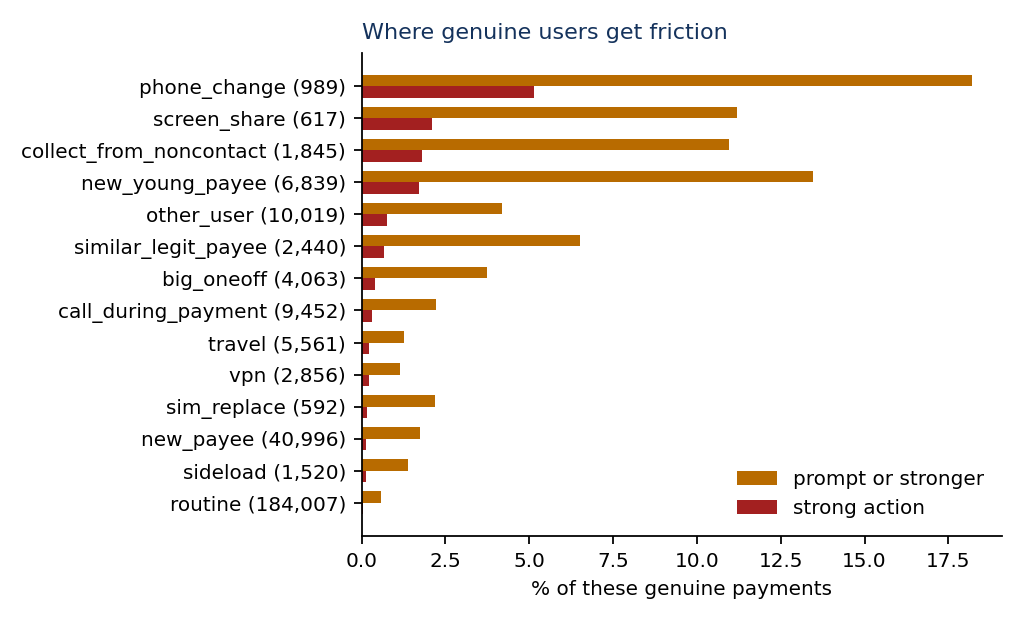 Where genuine users get friction
phone_change (989)
screen_share (617)
collect_from_noncontact (1,845)
new_young_payee (6,839)
other_user (10,019)
similar_legit_payee (2,440)
big_oneoff (4,063)
call_during_payment (9,452)
travel (5,561)
vpn (2,856)
sim_replace (592)
new_payee (40,996)
sideload (1,520)
routine (184,007)
prompt or stronger
strong action
0.0 2.5 5.0 7.5 10.0 12.5 15.0 17.5
% of these genuine payments